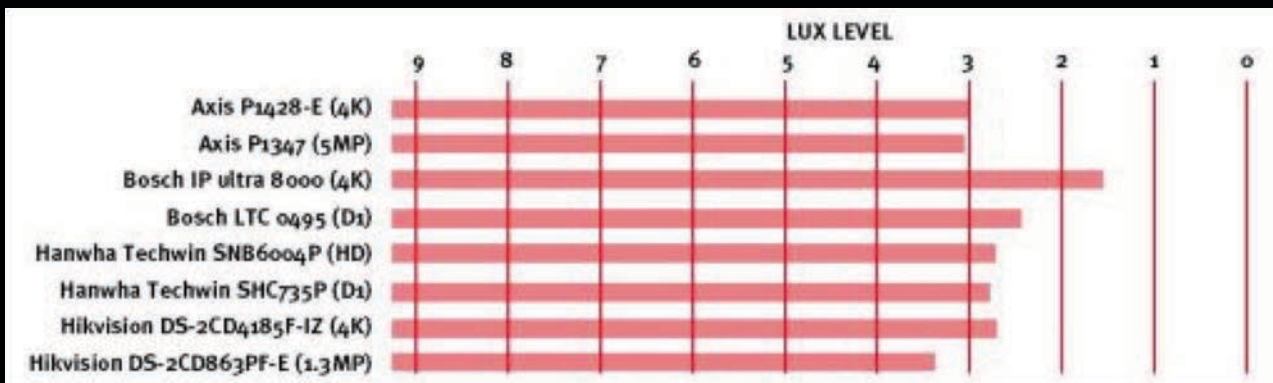 LUX LEVEL
9 8 7 6 5 4 3 2 1 0
Axis P1428-E (4K)
Axis P1347 (5MP)
Bosch IP ultra 8000 (4K)
Bosch LTC 0495 (D1)
Hanwha Techwin SNB6004P (HD)
Hanwha Techwin SHC735P (D1)
Hikvision DS-2CD4185F-IZ (4K)
Hikvision DS-2CD863PF-E (1.3MP)